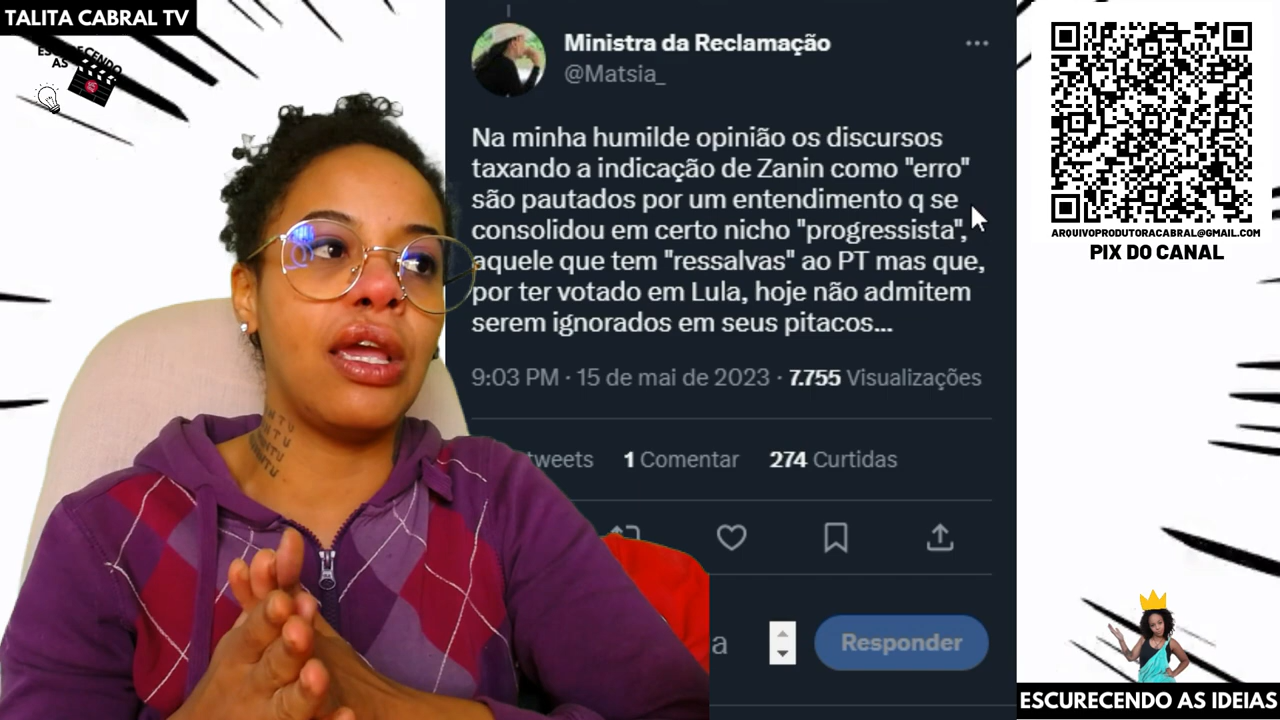 TALITA CABRAL TV
AS
Ministra da Reclamação
@Matsia_
Na minha humilde opinião os discursos
taxando a indicação de Zanin como "erro"
são pautados por um entendimento q se
consolidou em certo nicho "progressista",
aquele que tem "ressalvas" ao PT mas que,
por ter votado em Lula, hoje não admitem
serem ignorados em seus pitacos...
9:03 PM · 15 de mai de 2023 · 7.755 Visualizações
tweets 1 Comentar 274 Curtidas
a Responder
ARQUIVOPRODUTORACABRAL@GMAIL.COM
PIX DO CANAL
ESCURECENDO AS IDEIAS